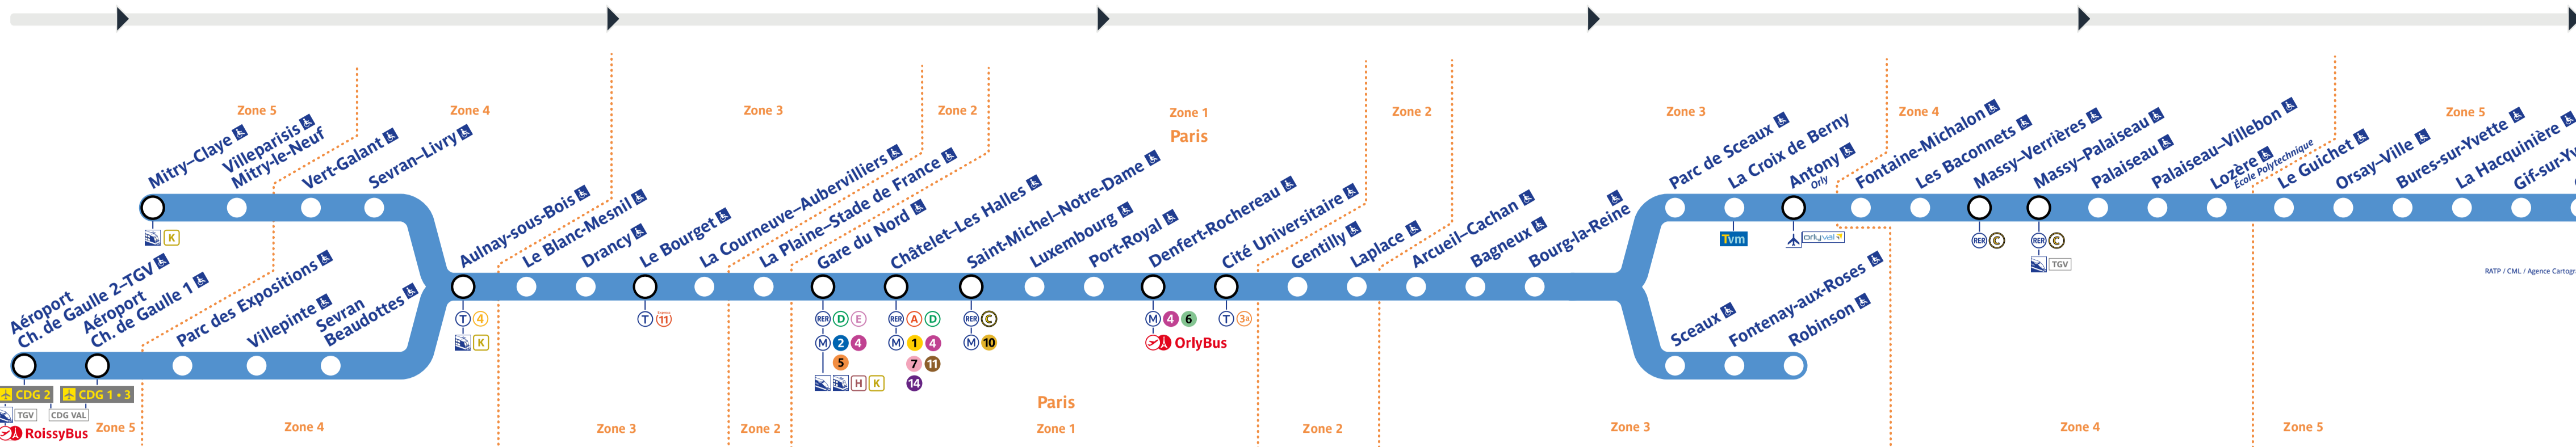 Zone 5
Zone 4
Zone 3
Zone 2
Zone 1
Paris
Zone 2
Zone 3
Zone 4
Zone 5
Mitry–Claye
Villeparisis
Mitry-le-Neuf
Vert-Galant
Sevran–Livry
K
Aéroport
Ch. de Gaulle 2–TGV
Aéroport
Ch. de Gaulle 1
Parc des Expositions
Villepinte
Sevran
Beaudottes
CDG 2
CDG 1 • 3
TGV
CDG VAL
RoissyBus
Aulnay-sous-Bois
T 4
K
Le Blanc-Mesnil
Drancy
Le Bourget
T 11
La Courneuve–Aubervilliers
La Plaine–Stade de France
Gare du Nord
RER D E
M 2 4
5
H K
Châtelet–Les Halles
RER A D
M 1 4
7 11
14
Saint-Michel–Notre-Dame
RER C
M 10
Luxembourg
Port-Royal
Denfert-Rochereau
M 4 6
OrlyBus
Cité Universitaire
T 3a
Gentilly
Laplace
Arcueil–Cachan
Bagneux
Bourg-la-Reine
Parc de Sceaux
La Croix de Berny
Tvm
Antony
Orly
orlyval
Fontaine-Michalon
Les Baconnets
Massy–Verrières
RER C
Massy–Palaiseau
RER C
TGV
Palaiseau
Palaiseau–Villebon
Lozère
École Polytechnique
Le Guichet
Orsay–Ville
Bures-sur-Yvette
La Hacquinière
Gif-sur-Yv
Sceaux
Fontenay-aux-Roses
Robinson
RATP / CML / Agence Cartogra
Zone 5
Zone 4
Zone 3
Zone 2
Paris
Zone 1
Zone 2
Zone 3
Zone 4
Zone 5